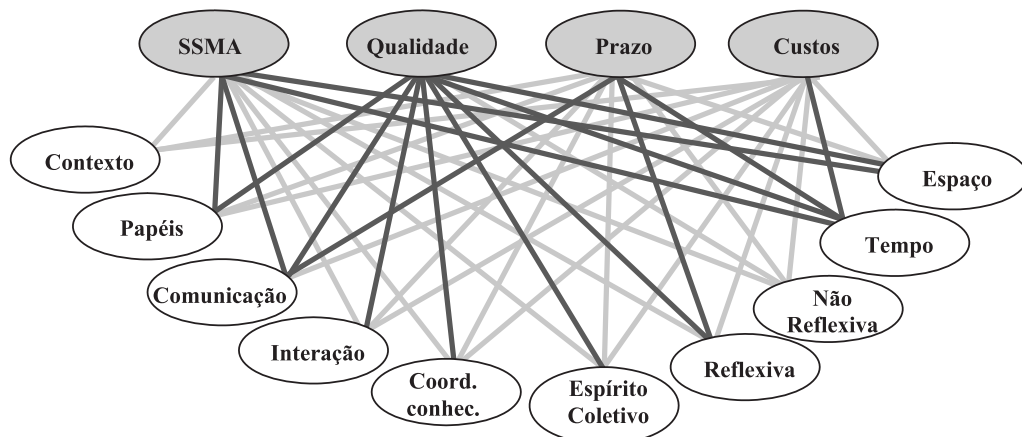 SSMA
Qualidade
Prazo
Custos
Contexto
Papéis
Comunicação
Interação
Coord.
conhec.
Espírito
Coletivo
Reflexiva
Não
Reflexiva
Tempo
Espaço